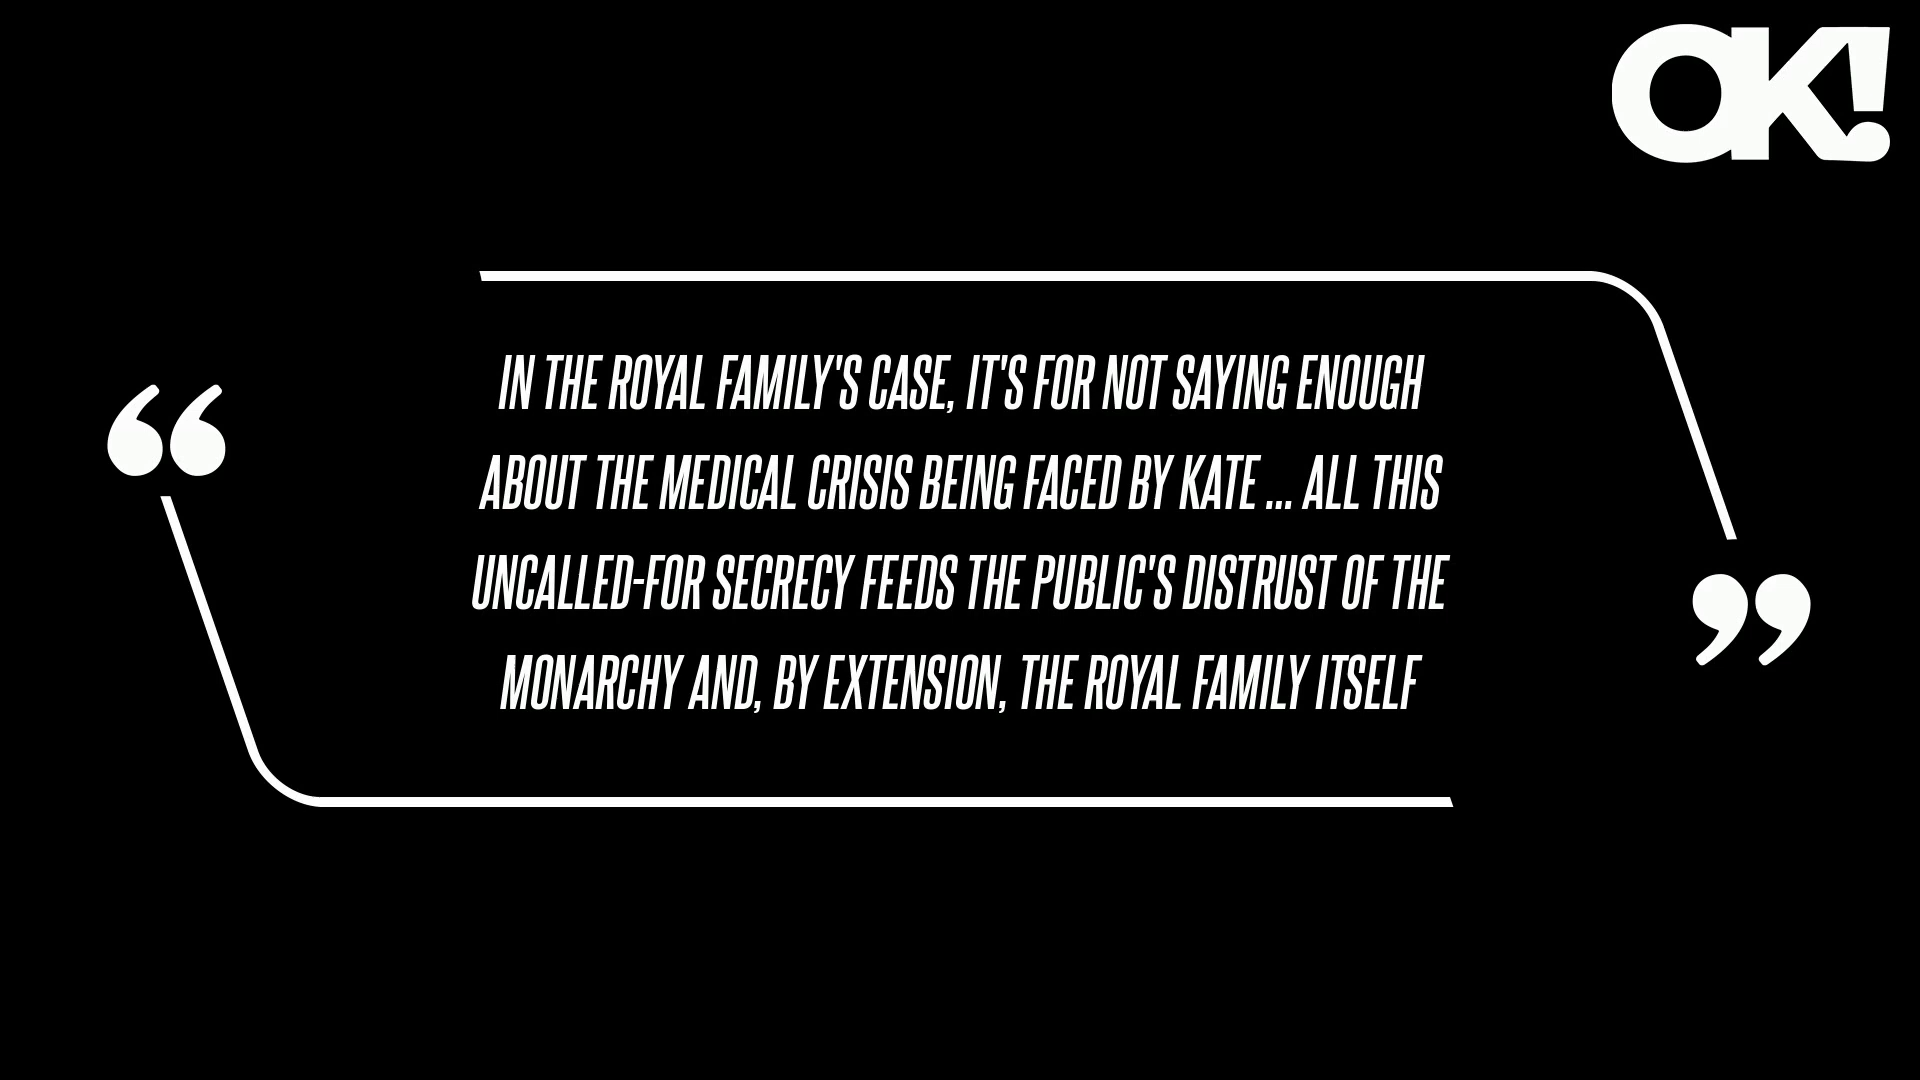 OK!
“
IN THE ROYAL FAMILY'S CASE, IT'S FOR NOT SAYING ENOUGH
ABOUT THE MEDICAL CRISIS BEING FACED BY KATE ... ALL THIS
UNCALLED-FOR SECRECY FEEDS THE PUBLIC'S DISTRUST OF THE
MONARCHY AND, BY EXTENSION, THE ROYAL FAMILY ITSELF
”